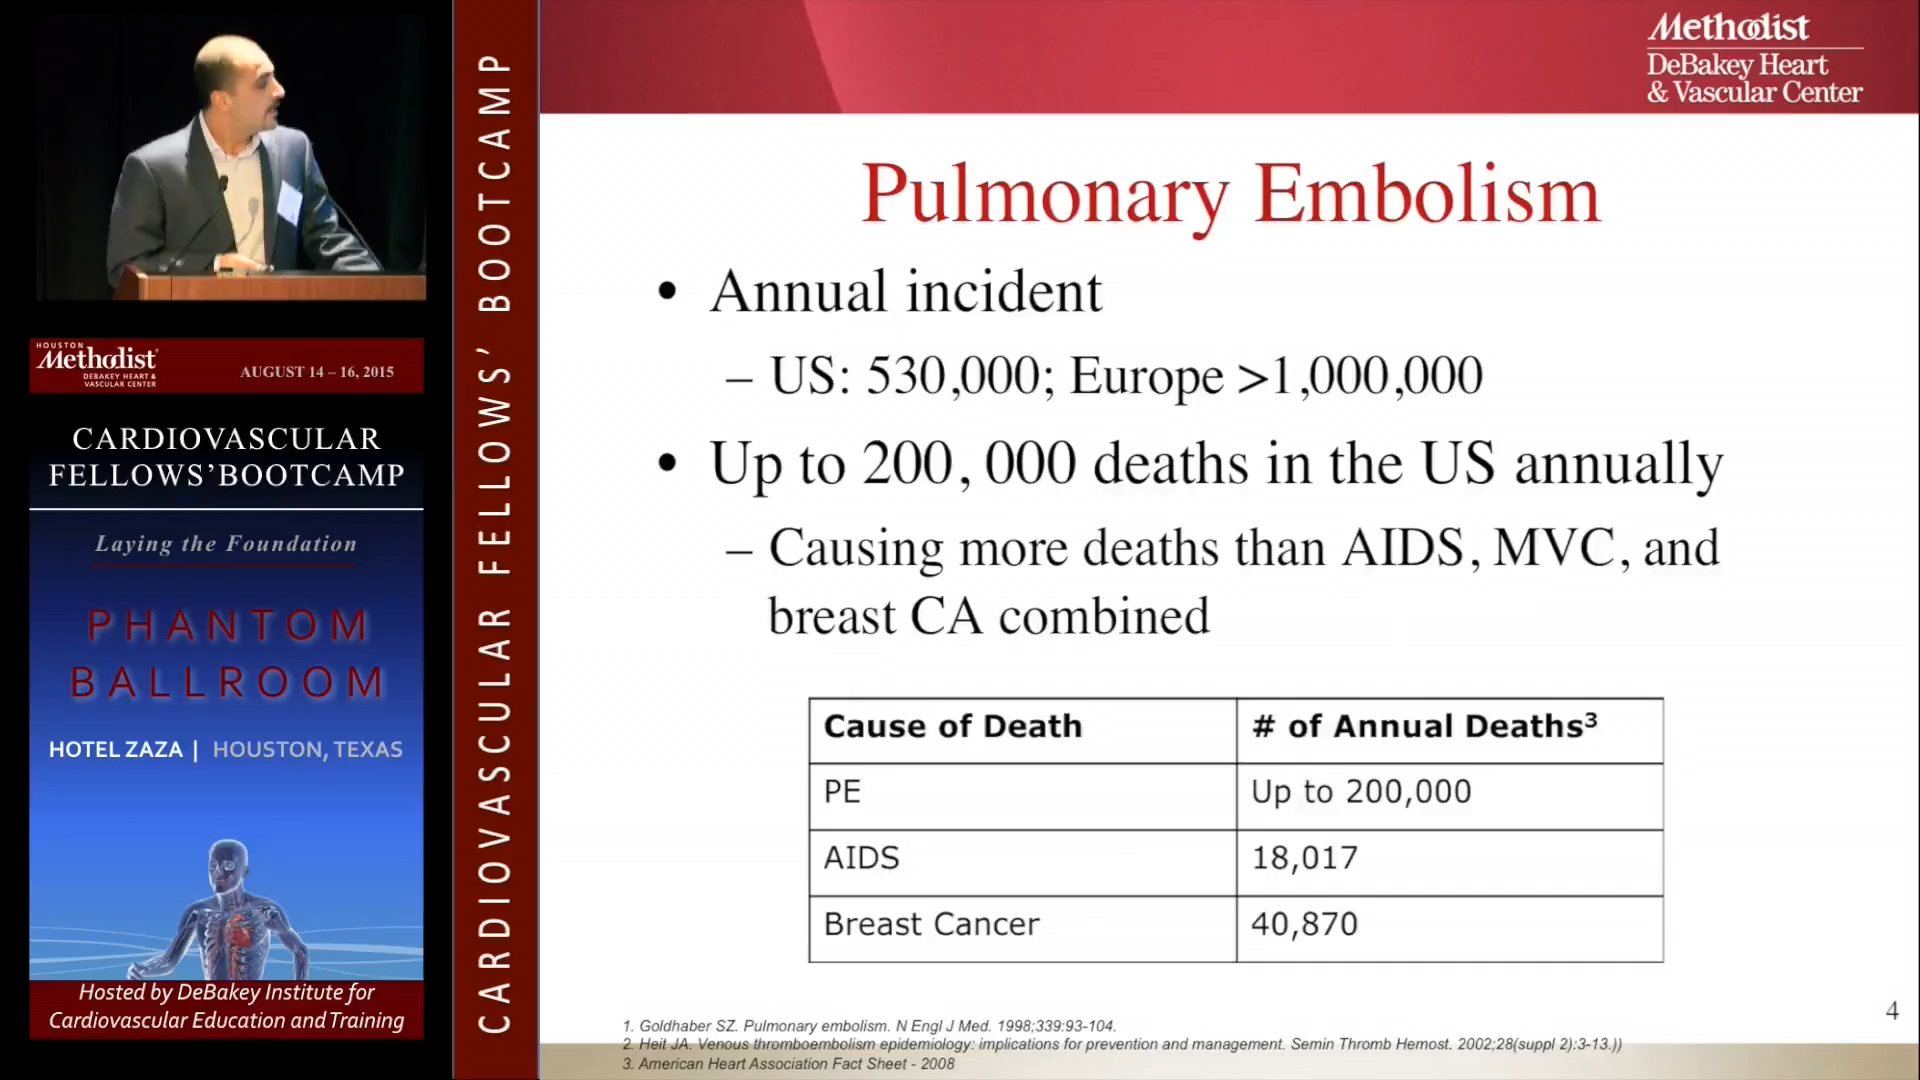 HOUSTON
Methodist
DEBAKEY HEART &
VASCULAR CENTER
AUGUST 14 – 16, 2015
CARDIOVASCULAR
FELLOWS’BOOTCAMP
Laying the Foundation
PHANTOM
BALLROOM
HOTEL ZAZA | HOUSTON, TEXAS
Hosted by DeBakey Institute for
Cardiovascular Education and Training
CARDIOVASCULAR FELLOWS’ BOOTCAMP
Methodist
DeBakey Heart
& Vascular Center
Pulmonary Embolism
• Annual incident
– US: 530,000; Europe >1,000,000
• Up to 200, 000 deaths in the US annually
– Causing more deaths than AIDS, MVC, and
breast CA combined
Cause of Death # of Annual Deaths³
PE Up to 200,000
AIDS 18,017
Breast Cancer 40,870
4
1. Goldhaber SZ. Pulmonary embolism. N Engl J Med. 1998;339:93-104.
2. Heit JA. Venous thromboembolism epidemiology: implications for prevention and management. Semin Thromb Hemost. 2002;28(suppl 2):3-13.))
3. American Heart Association Fact Sheet - 2008